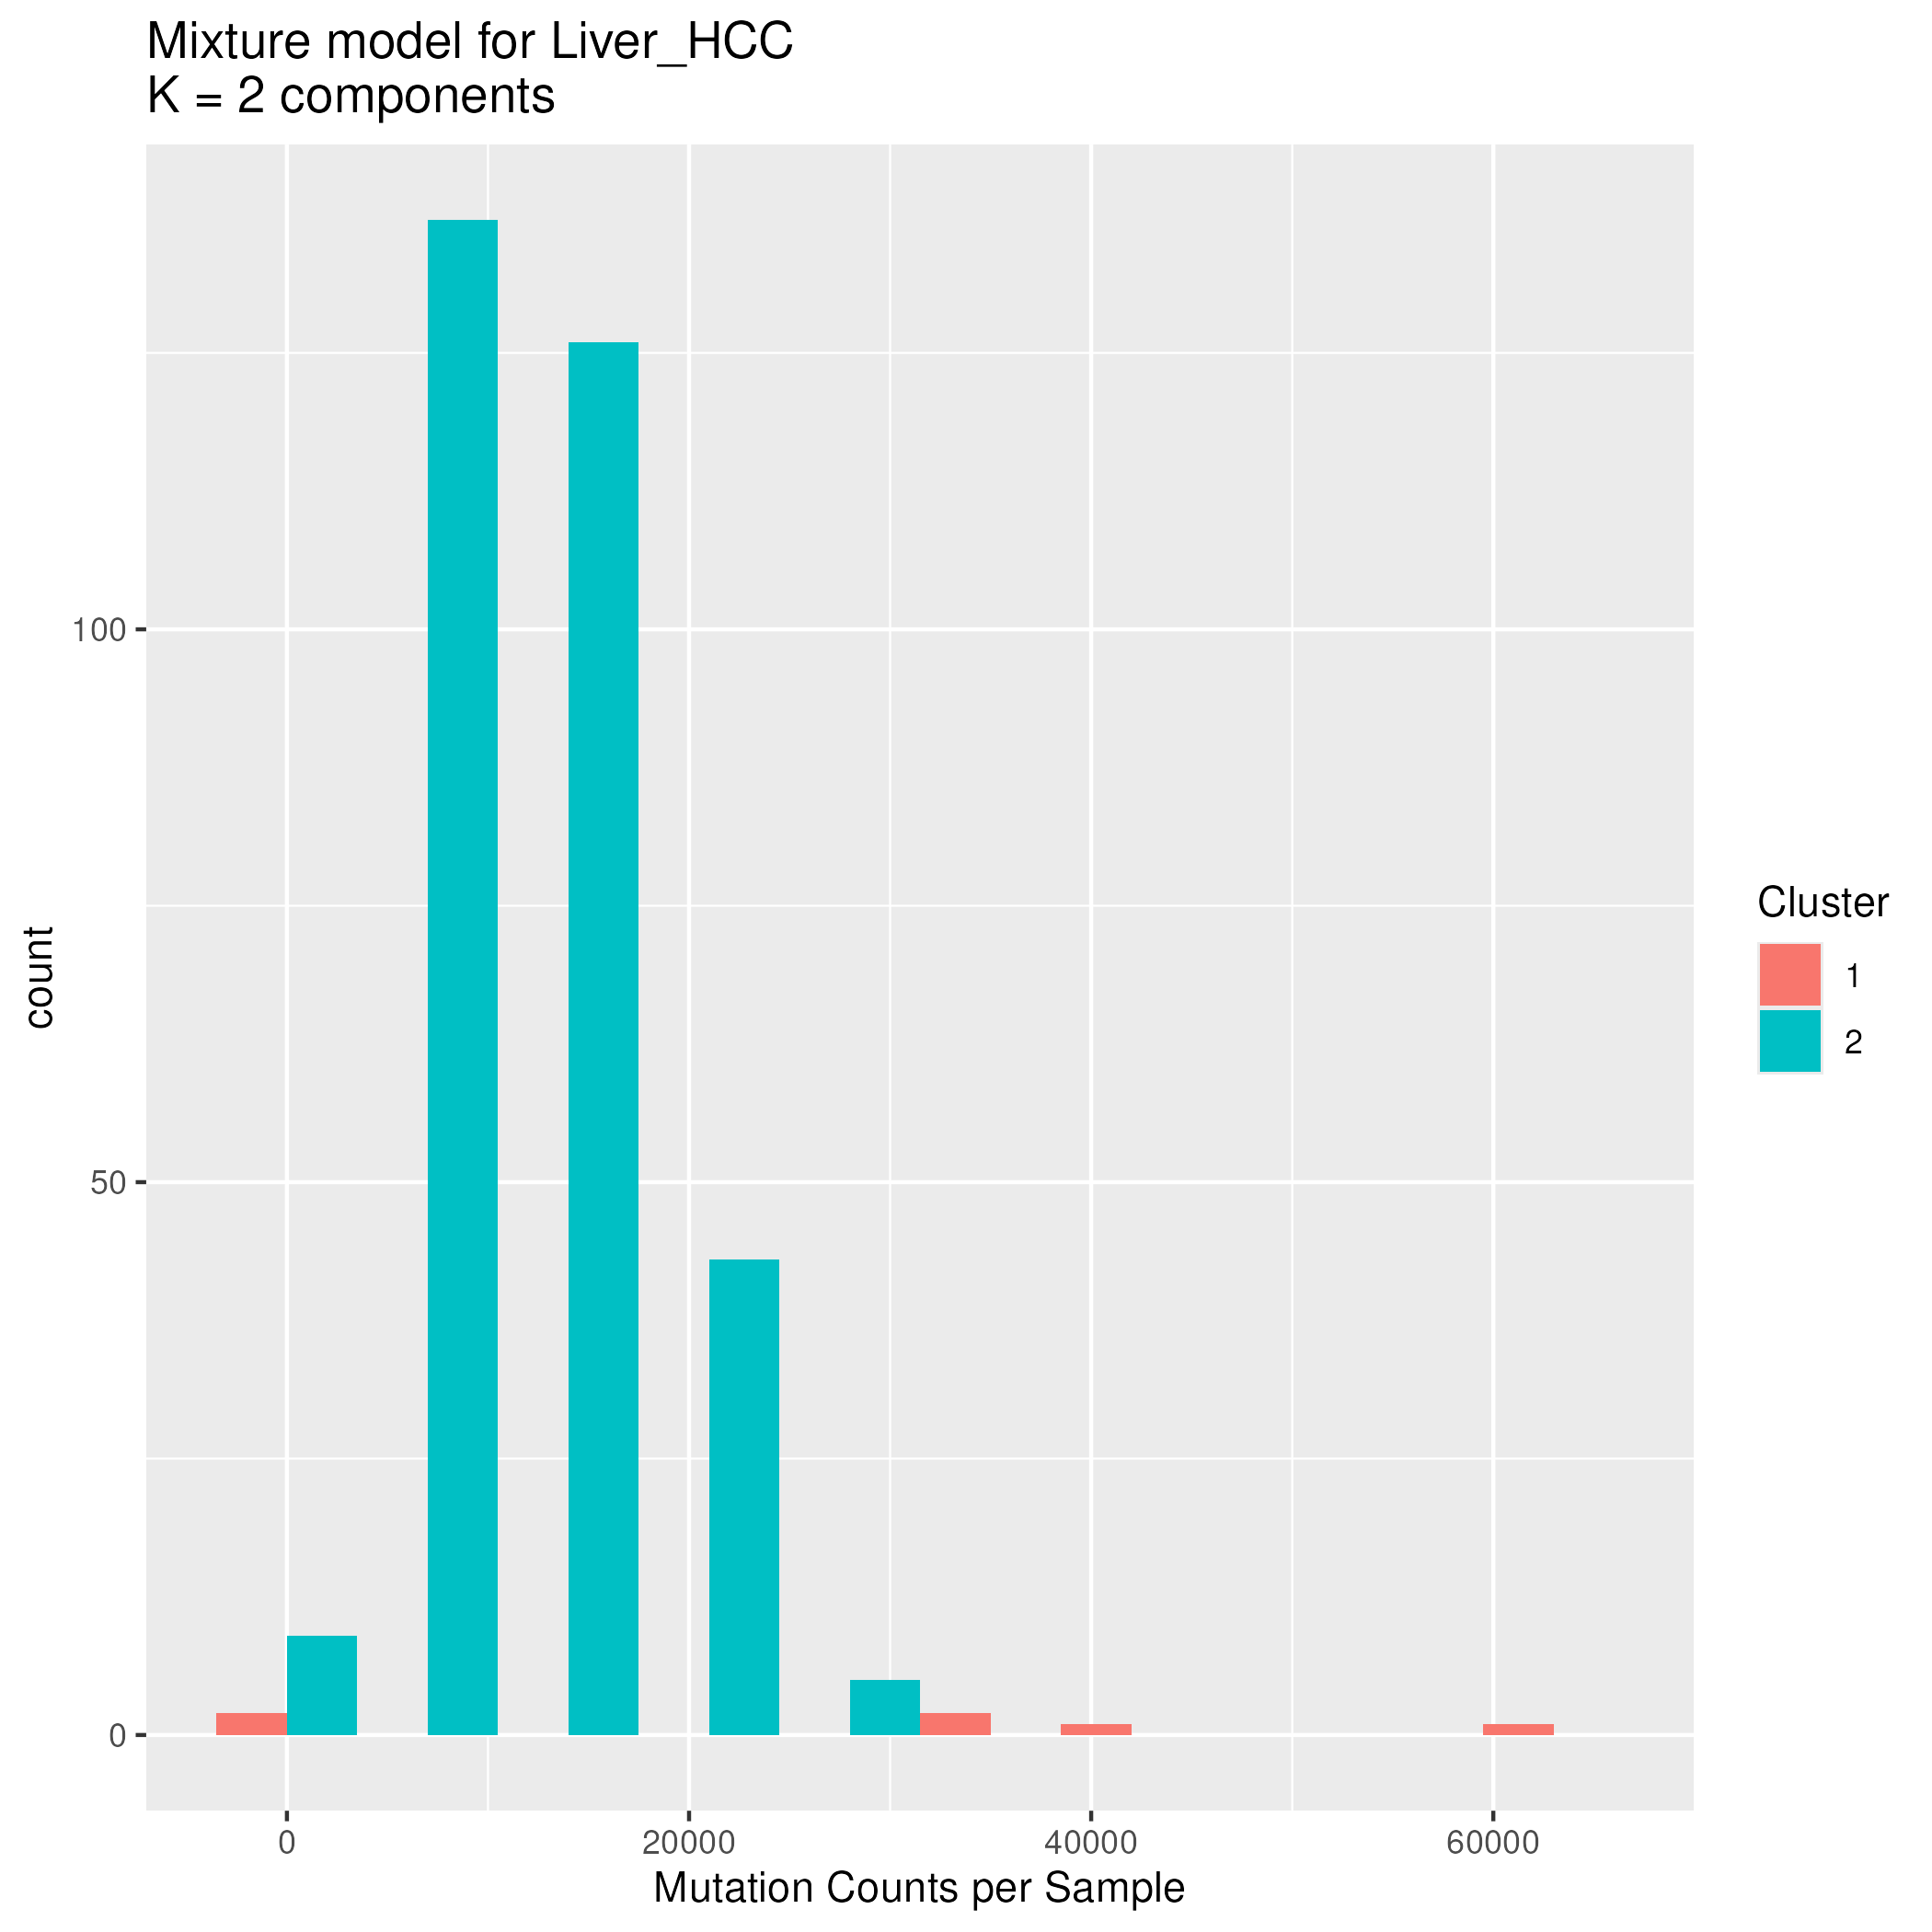 Mixture model for Liver_HCC
K = 2 components
100
50
0
count
0 20000 40000 60000
Mutation Counts per Sample
Cluster
1
2